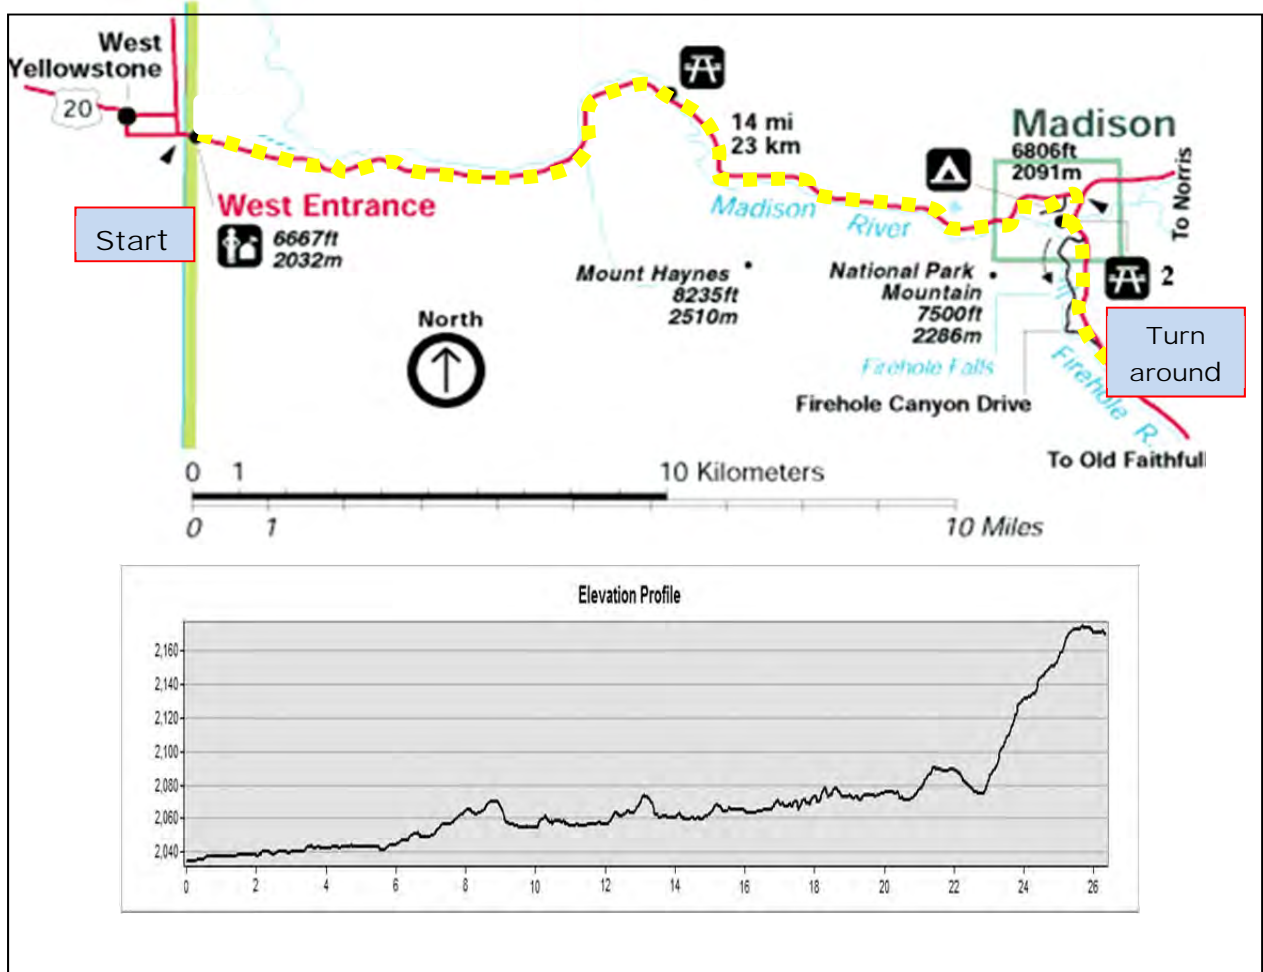 West
Yellowstone
20
14 mi
23 km
Madison
6806ft
2091m
To Norris
West Entrance
Start
6667ft
2032m
Madison
River
Mount Haynes
8235ft
2510m
National Park
Mountain
7500ft
2286m
2
Turn
around
North
Firehole Falls
Firehole Canyon Drive
Firehole R.
To Old Faithfull
0 1 10 Kilometers
0 1 10 Miles
Elevation Profile
2,160
2,140
2,120
2,100
2,080
2,060
2,040
0 2 4 6 8 10 12 14 16 18 20 22 24 26